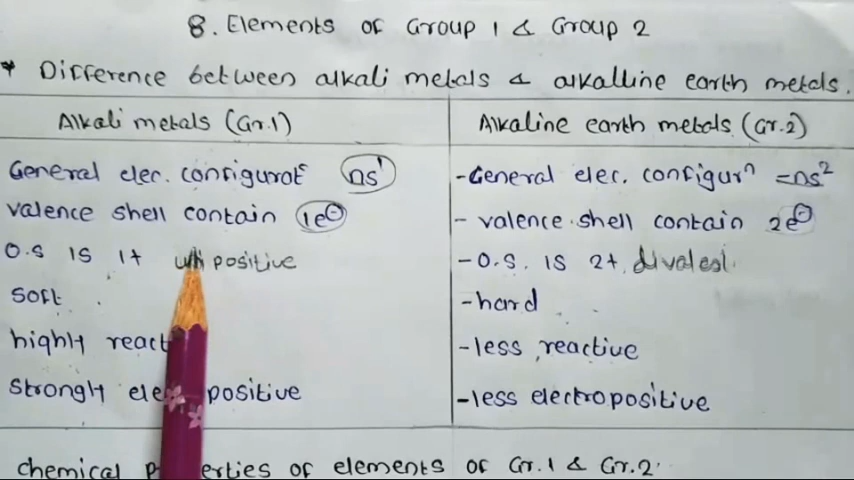 8. Elements of Group 1 & Group 2
* Difference between alkali metals & alkalline earth metals.
Alkali metals (Gr.1)
General elec. configurat^n ns¹
valence shell contain 1e⊖
O.S is 1+ positive
soft
highly react
strongly ele positive
Alkaline earth metals (Gr.2)
-General elec. configurⁿ =ns²
- valence shell contain 2e⊖
-O.S. is 2+,
-hard
-less reactive
-less electropositive
chemical P erties of elements of Gr.1 & Gr.2.